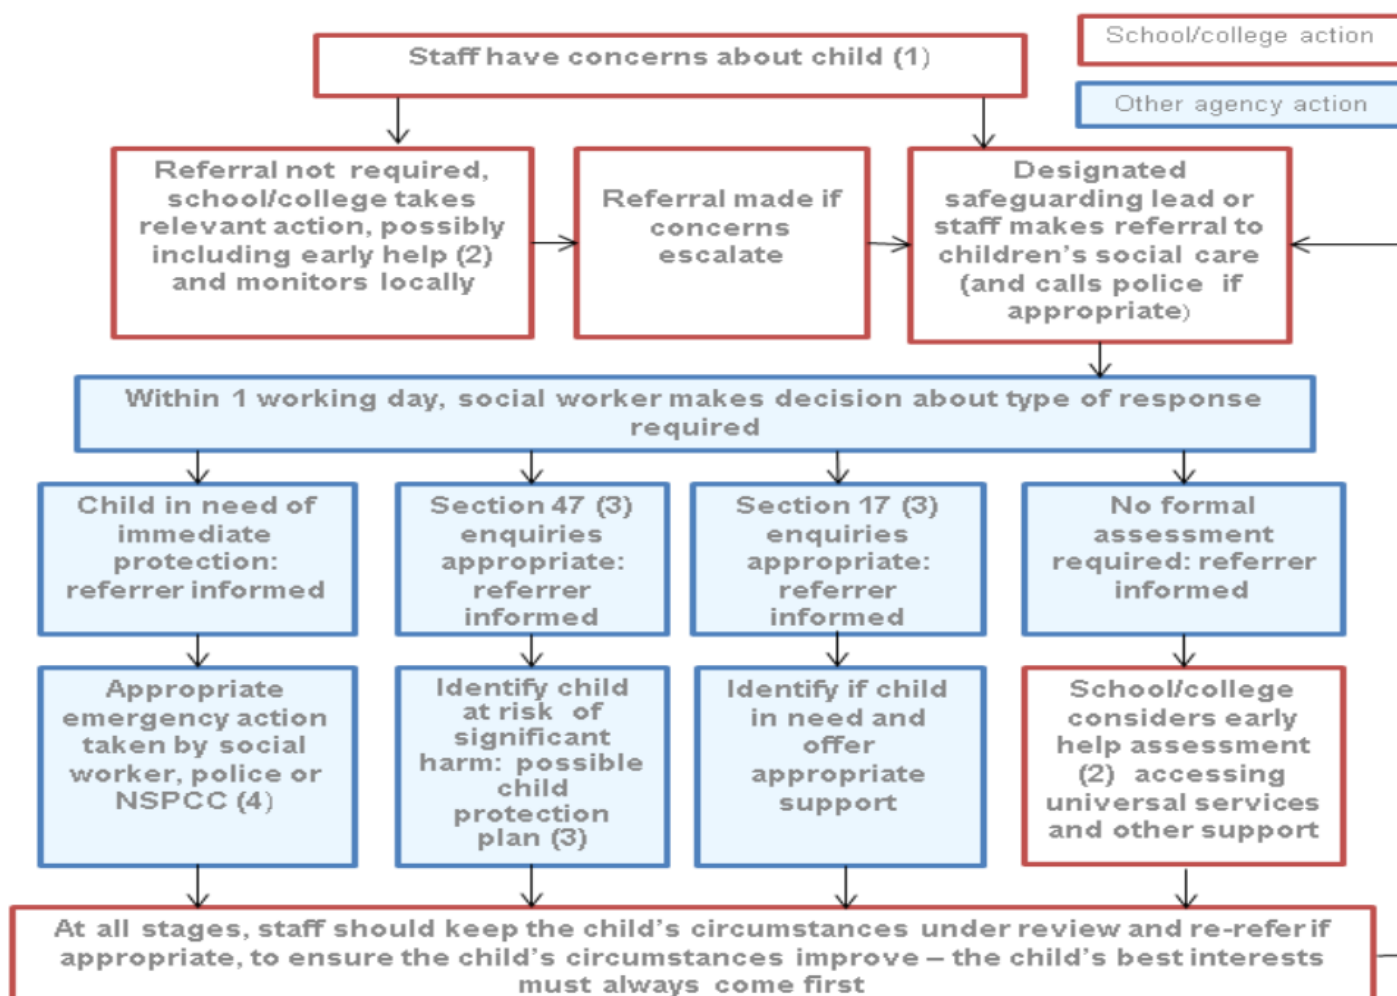 School/college action
Staff have concerns about child (1)
Other agency action
Referral not required,
school/college takes
relevant action, possibly
including early help (2)
and monitors locally
Referral made if
concerns
escalate
Designated
safeguarding lead or
staff makes referral to
children’s social care
(and calls police if
appropriate)
Within 1 working day, social worker makes decision about type of response
required
Child in need of
immediate
protection:
referrer informed
Section 47 (3)
enquiries
appropriate:
referrer
informed
Section 17 (3)
enquiries
appropriate:
referrer
informed
No formal
assessment
required: referrer
informed
Appropriate
emergency action
taken by social
worker, police or
NSPCC (4)
Identify child
at risk of
significant
harm: possible
child
protection
plan (3)
Identify if child
in need and
offer
appropriate
support
School/college
considers early
help assessment
(2) accessing
universal services
and other support
At all stages, staff should keep the child’s circumstances under review and re-refer if
appropriate, to ensure the child’s circumstances improve – the child’s best interests
must always come first